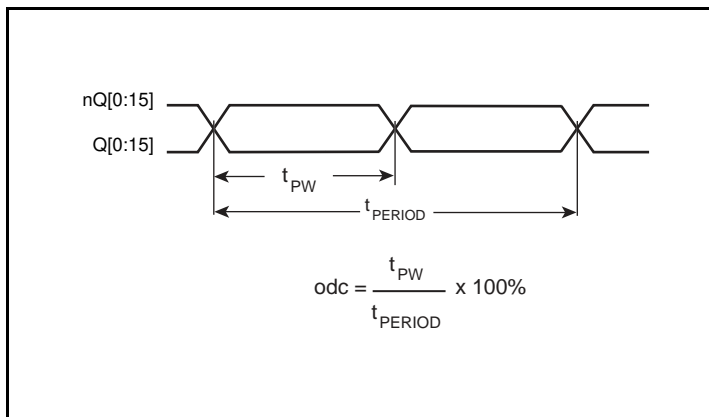 nQ[0:15]
Q[0:15]
tPW
tPERIOD
odc = tPW / tPERIOD x 100%